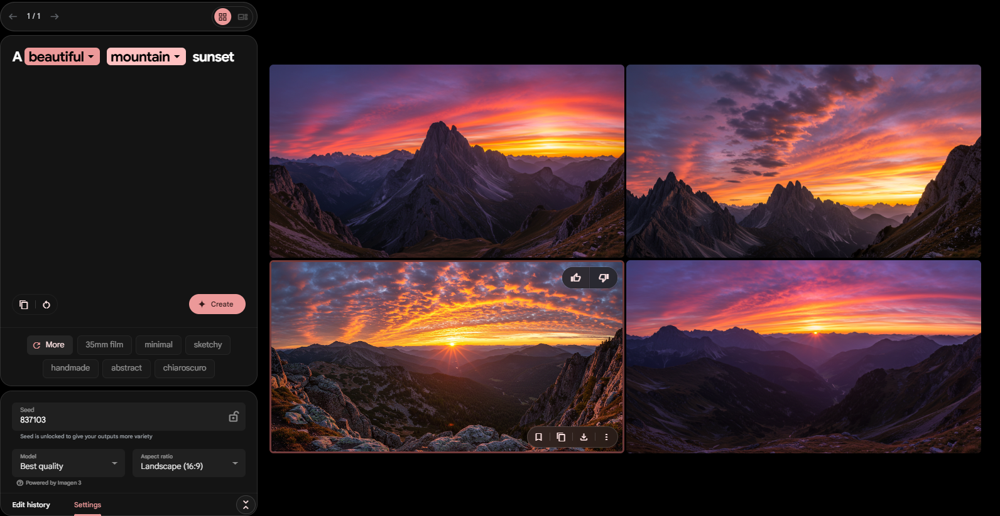 1 / 1
A beautiful mountain sunset
Create
More 35mm film minimal sketchy
handmade abstract chiaroscuro
Seed
837103
Seed is unlocked to give your outputs more variety
Model
Best quality
Aspect ratio
Landscape (16:9)
Powered by Imagen 3
Edit history Settings